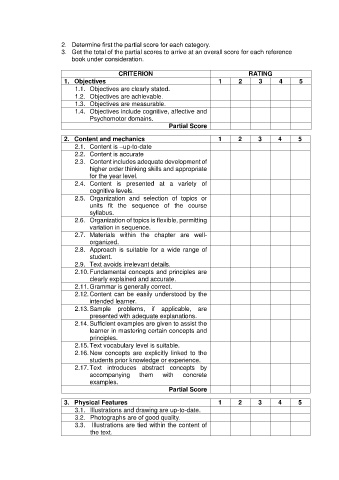 2. Determine first the partial score for each category.
3. Get the total of the partial scores to arrive at an overall score for each reference
book under consideration.
CRITERION RATING
1. Objectives 1 2 3 4 5
1.1. Objectives are clearly stated.
1.2. Objectives are achievable.
1.3. Objectives are measurable.
1.4. Objectives include cognitive, affective and
Psychomotor domains.
Partial Score
2. Content and mechanics 1 2 3 4 5
2.1. Content is –up-to-date
2.2. Content is accurate
2.3. Content includes adequate development of
higher order thinking skills and appropriate
for the year level.
2.4. Content is presented at a variety of
cognitive levels.
2.5. Organization and selection of topics or
units fit the sequence of the course
syllabus.
2.6. Organization of topics is flexible, permitting
variation in sequence.
2.7. Materials within the chapter are well-
organized.
2.8. Approach is suitable for a wide range of
student.
2.9. Text avoids irrelevant details.
2.10. Fundamental concepts and principles are
clearly explained and accurate.
2.11. Grammar is generally correct.
2.12. Content can be easily understood by the
intended learner.
2.13. Sample problems, if applicable, are
presented with adequate explanations.
2.14. Sufficient examples are given to assist the
learner in mastering certain concepts and
principles.
2.15. Text vocabulary level is suitable.
2.16. New concepts are explicitly linked to the
students prior knowledge or experience.
2.17. Text introduces abstract concepts by
accompanying them with concrete
examples.
Partial Score
3. Physical Features 1 2 3 4 5
3.1. Illustrations and drawing are up-to-date.
3.2. Photographs are of good quality.
3.3. Illustrations are tied within the content of
the text.